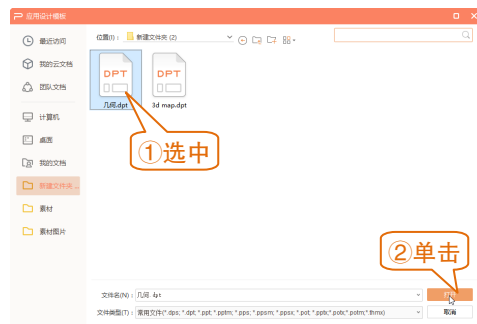 应用设计模板
位置(I)： 新建文件夹 (2)
最近访问
我的云文档
团队文档
计算机
桌面
我的文档
新建文件夹 ...
素材
素材图片
DPT
DPT
几何.dpt
3d map.dpt
①选中
②单击
文件名(N)： 几何.dpt
打开
文件类型(T)： 常用文件(*.dps; *.dpt; *.ppt; *.pptm; *.pps; *.ppsm; *.ppsx; *.pot; *.pptx;*.potx;*.potm;*.thmx)
取消